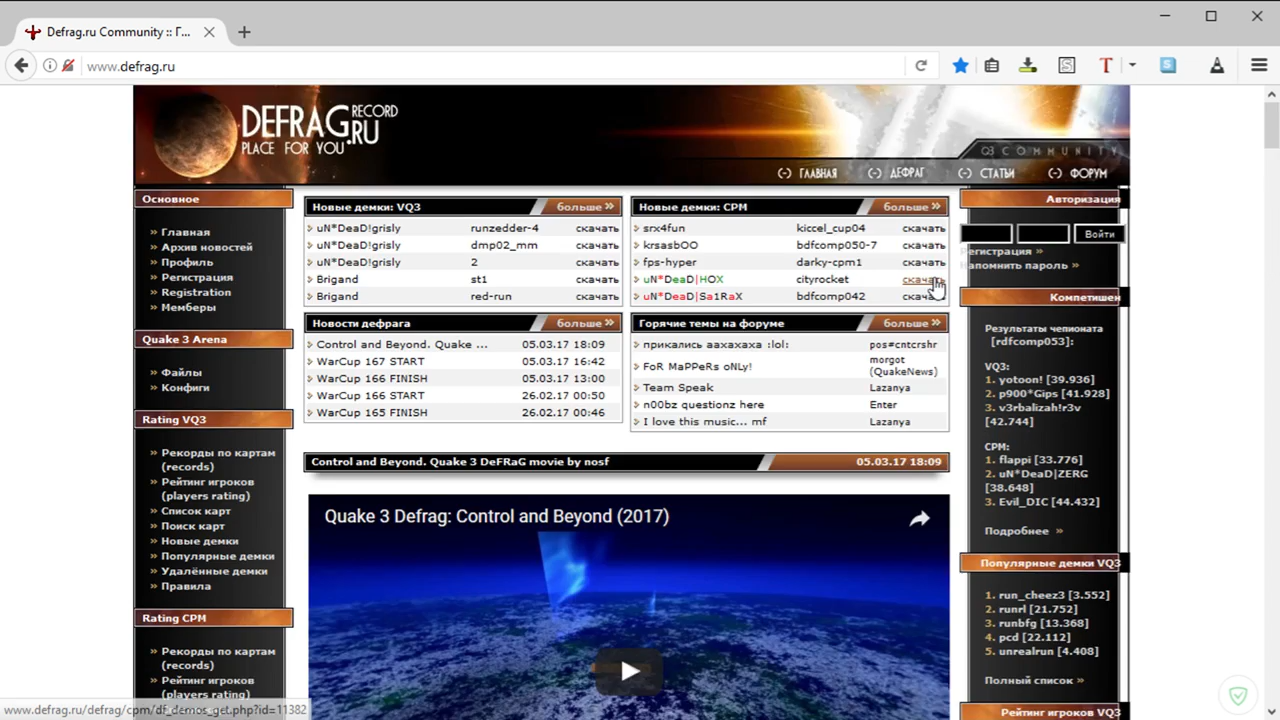 Defrag.ru Community :: Г...
www.defrag.ru
DEFRAG.RU
RECORD
PLACE FOR YOU
Q3 COMMUNITY
ГЛАВНАЯ
ДЕФРАГ
СТАТЬИ
ФОРУМ
Основное
Главная
Архив новостей
Профиль
Регистрация
Registration
Мемберы
Quake 3 Arena
Файлы
Конфиги
Rating VQ3
Рекорды по картам
(records)
Рейтинг игроков
(players rating)
Список карт
Поиск карт
Новые демки
Популярные демки
Удалённые демки
Правила
Rating CPM
Рекорды по картам
(records)
Рейтинг игроков
(players rating)
Новые демки: VQ3 больше
uN*DeaD!grisly runzedder-4 скачать
uN*DeaD!grisly dmp02_mm скачать
uN*DeaD!grisly 2 скачать
Brigand st1 скачать
Brigand red-run скачать
Новые демки: CPM больше
srx4fun kiccel_cup04 скачать
krsasbOO bdfcomp050-7 скачать
fps-hyper darky-cpm1 скачать
uN*DeaD|HOX cityrocket скачать
uN*DeaD|Sa1RaX bdfcomp042 скачать
Новости дефрага больше
Control and Beyond. Quake ... 05.03.17 18:09
WarCup 167 START 05.03.17 16:42
WarCup 166 FINISH 05.03.17 13:00
WarCup 166 START 26.02.17 00:50
WarCup 165 FINISH 26.02.17 00:46
Горячие темы на форуме больше
прикались аахахаха :lol: pos#cntcrshr
FoR MaPPeRs oNLy! morgot
(QuakeNews)
Team Speak Lazanya
n00bz questionz here Enter
I love this music... mf Lazanya
Control and Beyond. Quake 3 DeFRaG movie by nosf 05.03.17 18:09
Quake 3 Defrag: Control and Beyond (2017)
Авторизация
Войти
Регистрация »
Напомнить пароль »
Компетишен
Результаты чемпионата
[rdfcomp053]:
VQ3:
1. yotoon! [39.936]
2. p900*Gips [41.928]
3. v3rbalizah!r3v
[42.744]
CPM:
1. flappi [33.776]
2. uN*DeaD|ZERG
[38.648]
3. Evil_DIC [44.432]
Подробнее »
Популярные демки VQ3
1. run_cheez3 [3.552]
2. runrl [21.752]
3. runbfg [13.368]
4. pcd [22.112]
5. unrealrun [4.408]
Полный список »
Рейтинг игроков VQ3
www.defrag.ru/defrag/cpm/df_demos_get.php?id=11382